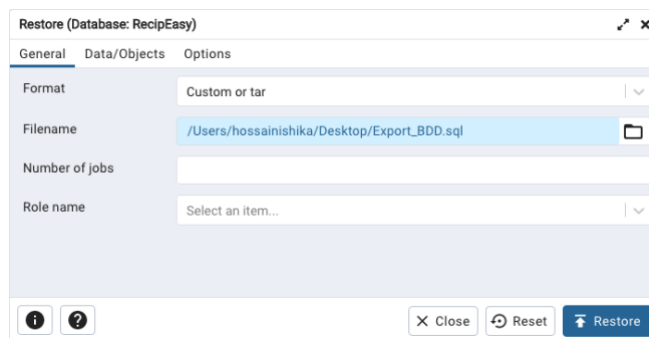 Restore (Database: RecipEasy)
General Data/Objects Options
Format Custom or tar
Filename /Users/hossainishika/Desktop/Export_BDD.sql
Number of jobs
Role name Select an item...
Close Reset Restore